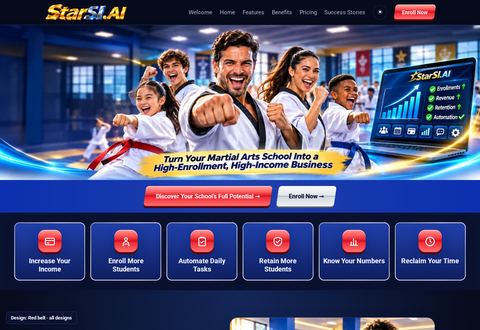 StarSI.AI
Welcome Home Features Benefits Pricing Success Stories
Enroll Now
StarSI.AI
Enrollments
Revenue
Retention
Automation
Turn Your Martial Arts School Into a
High-Enrollment, High-Income Business
Discover Your School's Full Potential →
Enroll Now →
Increase Your
Income
Enroll More
Students
Automate Daily
Tasks
Retain More
Students
Know Your Numbers
Reclaim Your Time
Design: Red belt · all designs